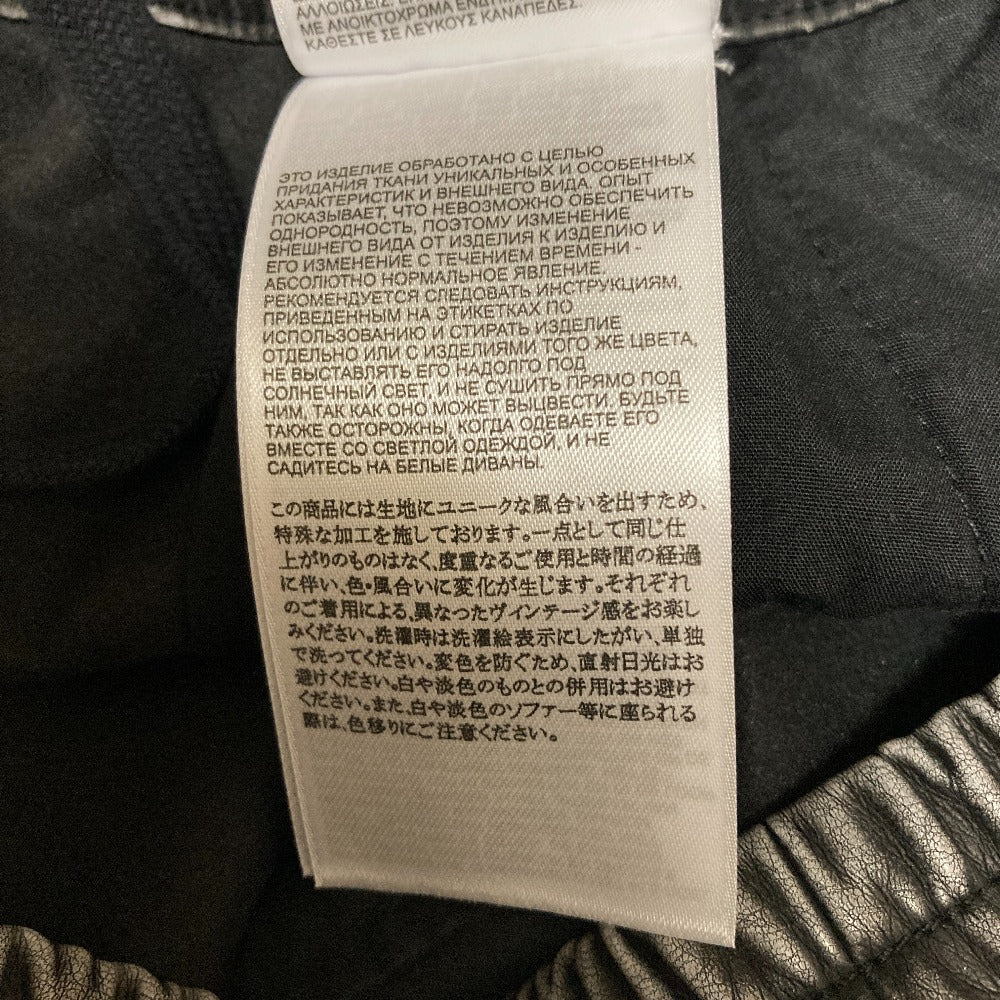 ΑΛΛΟΙΩΣΕΙΣ.
ΜΕ ΑΝΟΙΚΤΟΧΡΩΜΑ
ΚΑΘΕΣΤΕ ΣΕ ΛΕΥΚΟΥΣ ΚΑΝΑΠΕΔΕΣ.
ЭТО ИЗДЕЛИЕ ОБРАБОТАНО С ЦЕЛЬЮ
ПРИДАНИЯ ТКАНИ УНИКАЛЬНЫХ И ОСОБЕННЫХ
ХАРАКТЕРИСТИК И ВНЕШНЕГО ВИДА. ОПЫТ
ПОКАЗЫВАЕТ, ЧТО НЕВОЗМОЖНО ОБЕСПЕЧИТЬ
ОДНОРОДНОСТЬ, ПОЭТОМУ ИЗМЕНЕНИЕ
ВНЕШНЕГО ВИДА ОТ ИЗДЕЛИЯ К ИЗДЕЛИЮ И
ЕГО ИЗМЕНЕНИЕ С ТЕЧЕНИЕМ ВРЕМЕНИ -
АБСОЛЮТНО НОРМАЛЬНОЕ ЯВЛЕНИЕ.
РЕКОМЕНДУЕТСЯ СЛЕДОВАТЬ ИНСТРУКЦИЯМ,
ПРИВЕДЕННЫМ НА ЭТИКЕТКАХ ПО
ИСПОЛЬЗОВАНИЮ И СТИРАТЬ ИЗДЕЛИЕ
ОТДЕЛЬНО ИЛИ С ИЗДЕЛИЯМИ ТОГО ЖЕ ЦВЕТА,
НЕ ВЫСТАВЛЯТЬ ЕГО НАДОЛГО ПОД
СОЛНЕЧНЫЙ СВЕТ, И НЕ СУШИТЬ ПРЯМО ПОД
НИМ, ТАК КАК ОНО МОЖЕТ ВЫЦВЕСТИ. БУДЬТЕ
ТАКЖЕ ОСТОРОЖНЫ, КОГДА ОДЕВАЕТЕ ЕГО
ВМЕСТЕ СО СВЕТЛОЙ ОДЕЖДОЙ, И НЕ
САДИТЕСЬ НА БЕЛЫЕ ДИВАНЫ.
この商品には生地にユニークな風合いを出すため、
特殊な加工を施しております。一点として同じ仕
上がりのものはなく、度重なるご使用と時間の経過
に伴い、色・風合いに変化が生じます。それぞれ
のご着用による、異なったヴィンテージ感をお楽し
みください。洗濯時は洗濯絵表示にしたがい、単独
で洗ってください。変色を防ぐため、直射日光はお
避けください。白や淡色のものとの併用はお避け
ください。また、白や淡色のソファー等に座られる
際は、色移りにご注意ください。